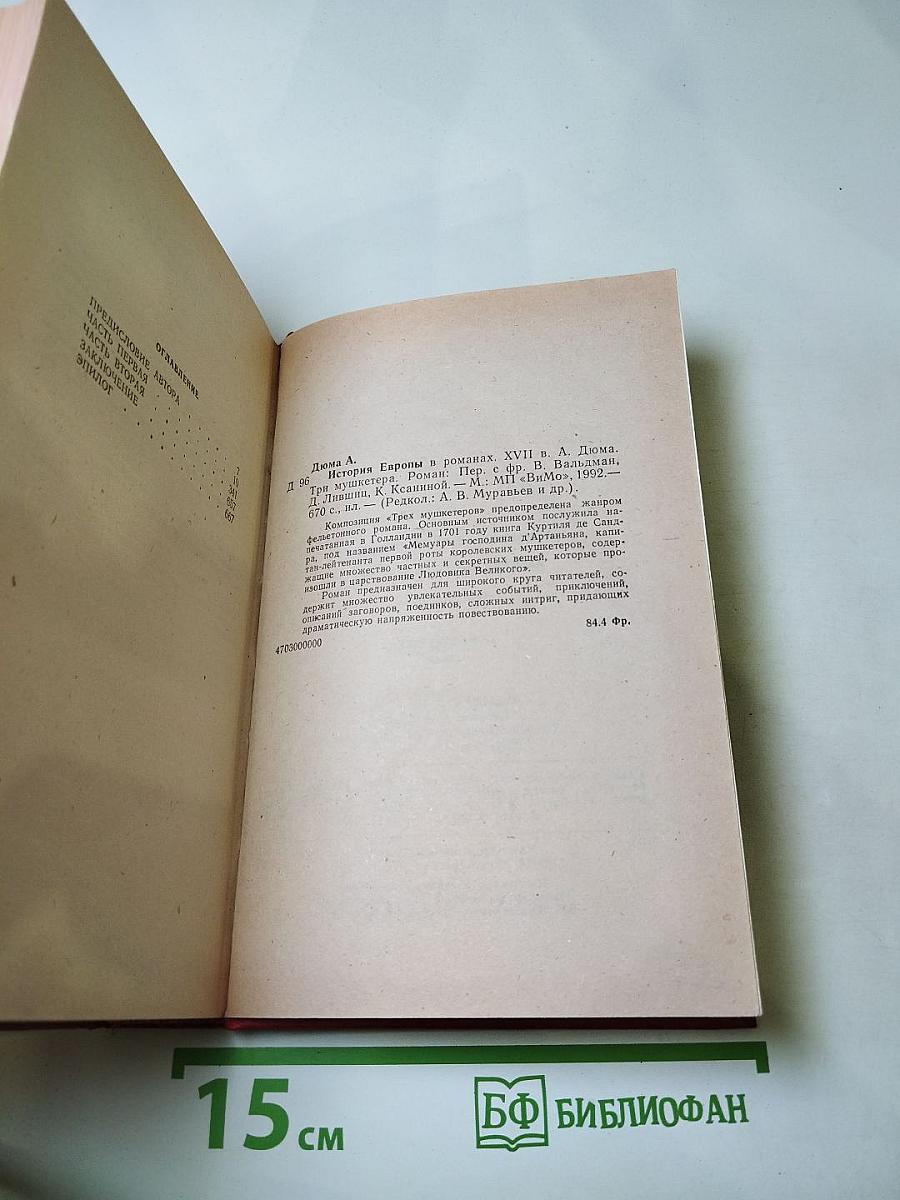 ОГЛАВЛЕНИЕ
ПРЕДИСЛОВИЕ АВТОРА . . . . 3
ЧАСТЬ ПЕРВАЯ . . . . 10
ЧАСТЬ ВТОРАЯ . . . . 341
ЗАКЛЮЧЕНИЕ . . . . 657
ЭПИЛОГ . . . . 667
Дюма А.
Д 96 История Европы в романах. XVII в. А. Дюма.
Три мушкетера. Роман: Пер. с фр. В. Вальдман,
Д. Лившиц, К. Ксаниной. — М.: МП «ВиМо», 1992.—
670 с., ил. — (Редкол.: А. В. Муравьев и др.).
Композиция «Трех мушкетеров» предопределена жанром
фельетонного романа. Основным источником послужила на-
печатанная в Голландии в 1701 году книга Куртиля де Санд-
ра, под названием «Мемуары господина д'Артаньяна, капи-
тан-лейтенанта первой роты королевских мушкетеров, содер-
жащие множество частных и секретных вещей, которые про-
изошли в царствование Людовика Великого».
Роман предназначен для широкого круга читателей, со-
держит множество увлекательных событий, приключений,
описаний заговоров, поединков, сложных интриг, придающих
драматическую напряженность повествованию.
4703000000 84.4 Фр.
15 см
БФ БИБЛИОФАН